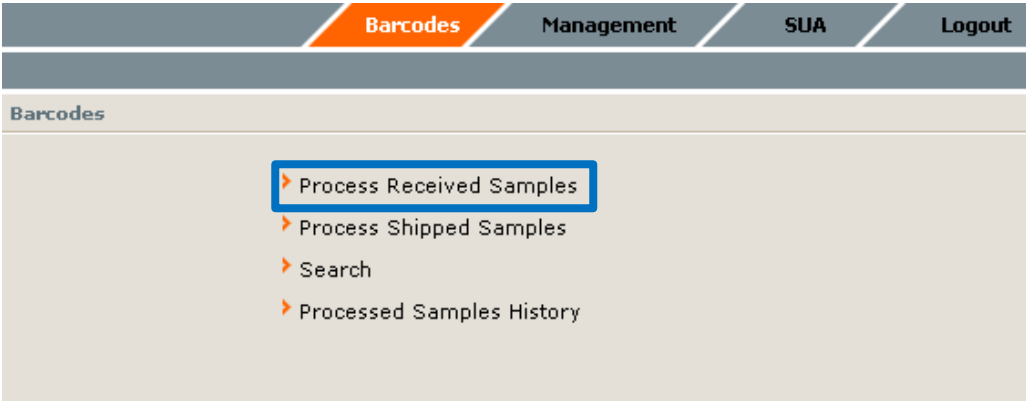 Barcodes Management SUA Logout
Barcodes
Process Received Samples
Process Shipped Samples
Search
Processed Samples History